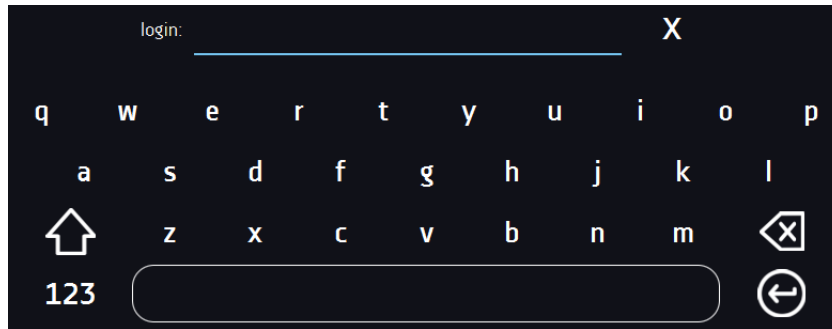 login: X
q w e r t y u i o p
a s d f g h j k l
z x c v b n m
123